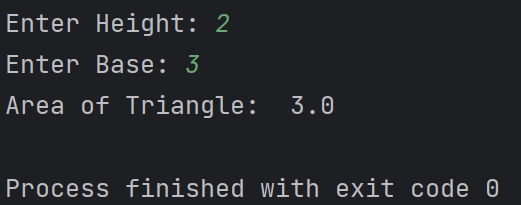 Enter Height: 2
Enter Base: 3
Area of Triangle:  3.0
Process finished with exit code 0